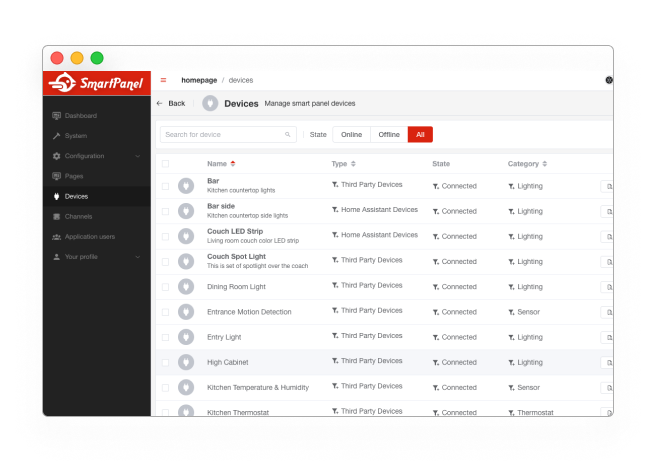 SmartPanel
homepage / devices
Dashboard
System
Configuration
Pages
Devices
Channels
Application users
Your profile
Back
Devices Manage smart panel devices
Search for device
State Online Offline All
Name Type State Category
Bar
Kitchen countertop lights
Third Party Devices Connected Lighting
Bar side
Kitchen countertop side lights
Home Assistant Devices Connected Lighting
Couch LED Strip
Living room couch color LED strip
Home Assistant Devices Connected Lighting
Couch Spot Light
This is set of spotlight over the coach
Third Party Devices Connected Lighting
Dining Room Light Third Party Devices Connected Lighting
Entrance Motion Detection Third Party Devices Connected Sensor
Entry Light Third Party Devices Connected Lighting
High Cabinet Third Party Devices Connected Lighting
Kitchen Temperature & Humidity Third Party Devices Connected Sensor
Kitchen Thermostat Third Party Devices Connected Thermostat